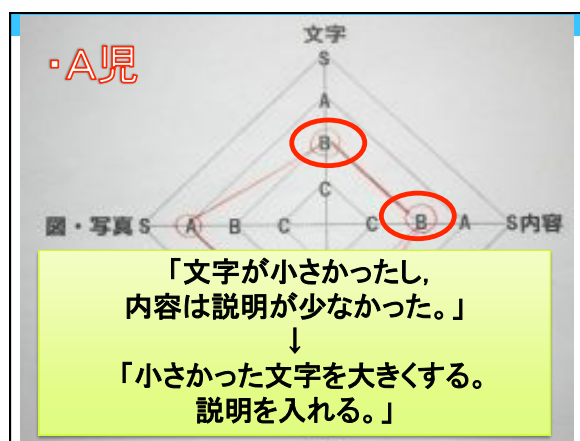 ・A児
文字
S
A
B
C
図・写真 S A B C C B A S 内容
「文字が小さかったし,
内容は説明が少なかった。」
↓
「小さかった文字を大きくする。
説明を入れる。」